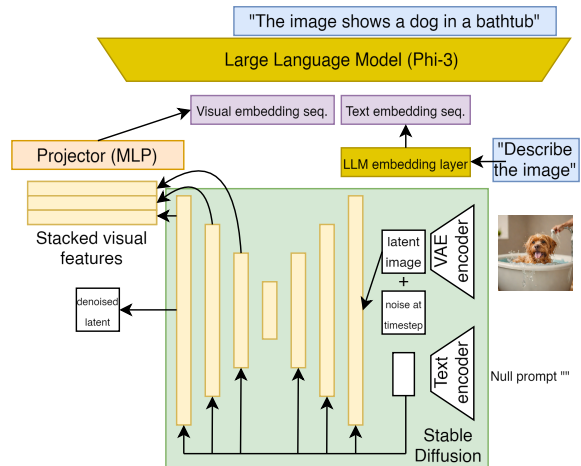 "The image shows a dog in a bathtub"
Large Language Model (Phi-3)
Visual embedding seq.
Text embedding seq.
Projector (MLP)
LLM embedding layer
"Describe
the image"
Stacked visual
features
latent
image
+
noise at
timestep
VAE
encoder
denoised
latent
Text
encoder
Null prompt ""
Stable
Diffusion